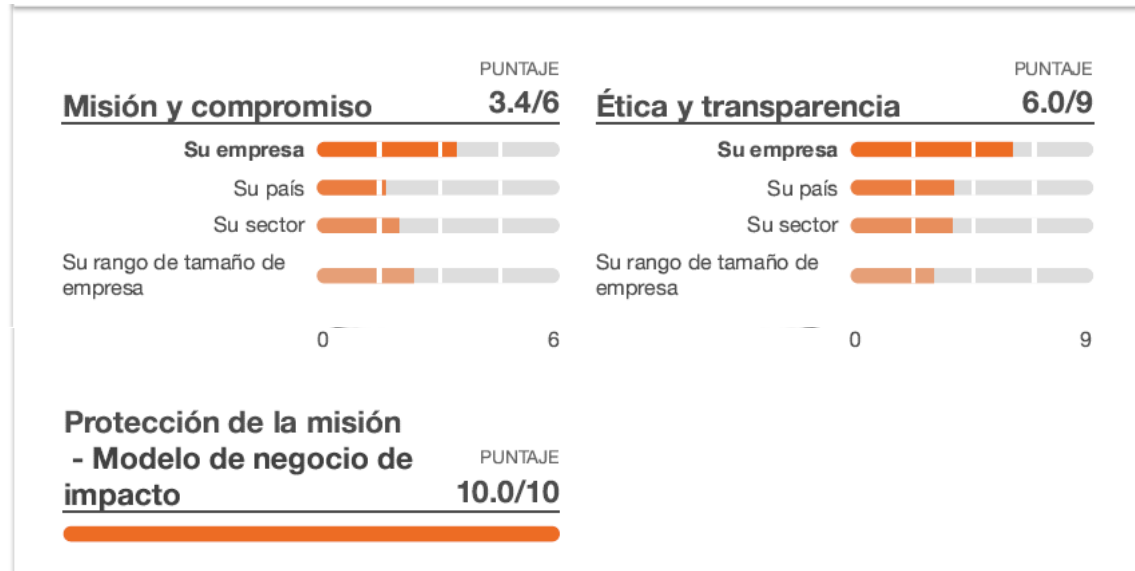 PUNTAJE
Misión y compromiso 3.4/6
Su empresa
Su país
Su sector
Su rango de tamaño de
empresa
0 6
PUNTAJE
Ética y transparencia 6.0/9
Su empresa
Su país
Su sector
Su rango de tamaño de
empresa
0 9
Protección de la misión
- Modelo de negocio de PUNTAJE
impacto 10.0/10